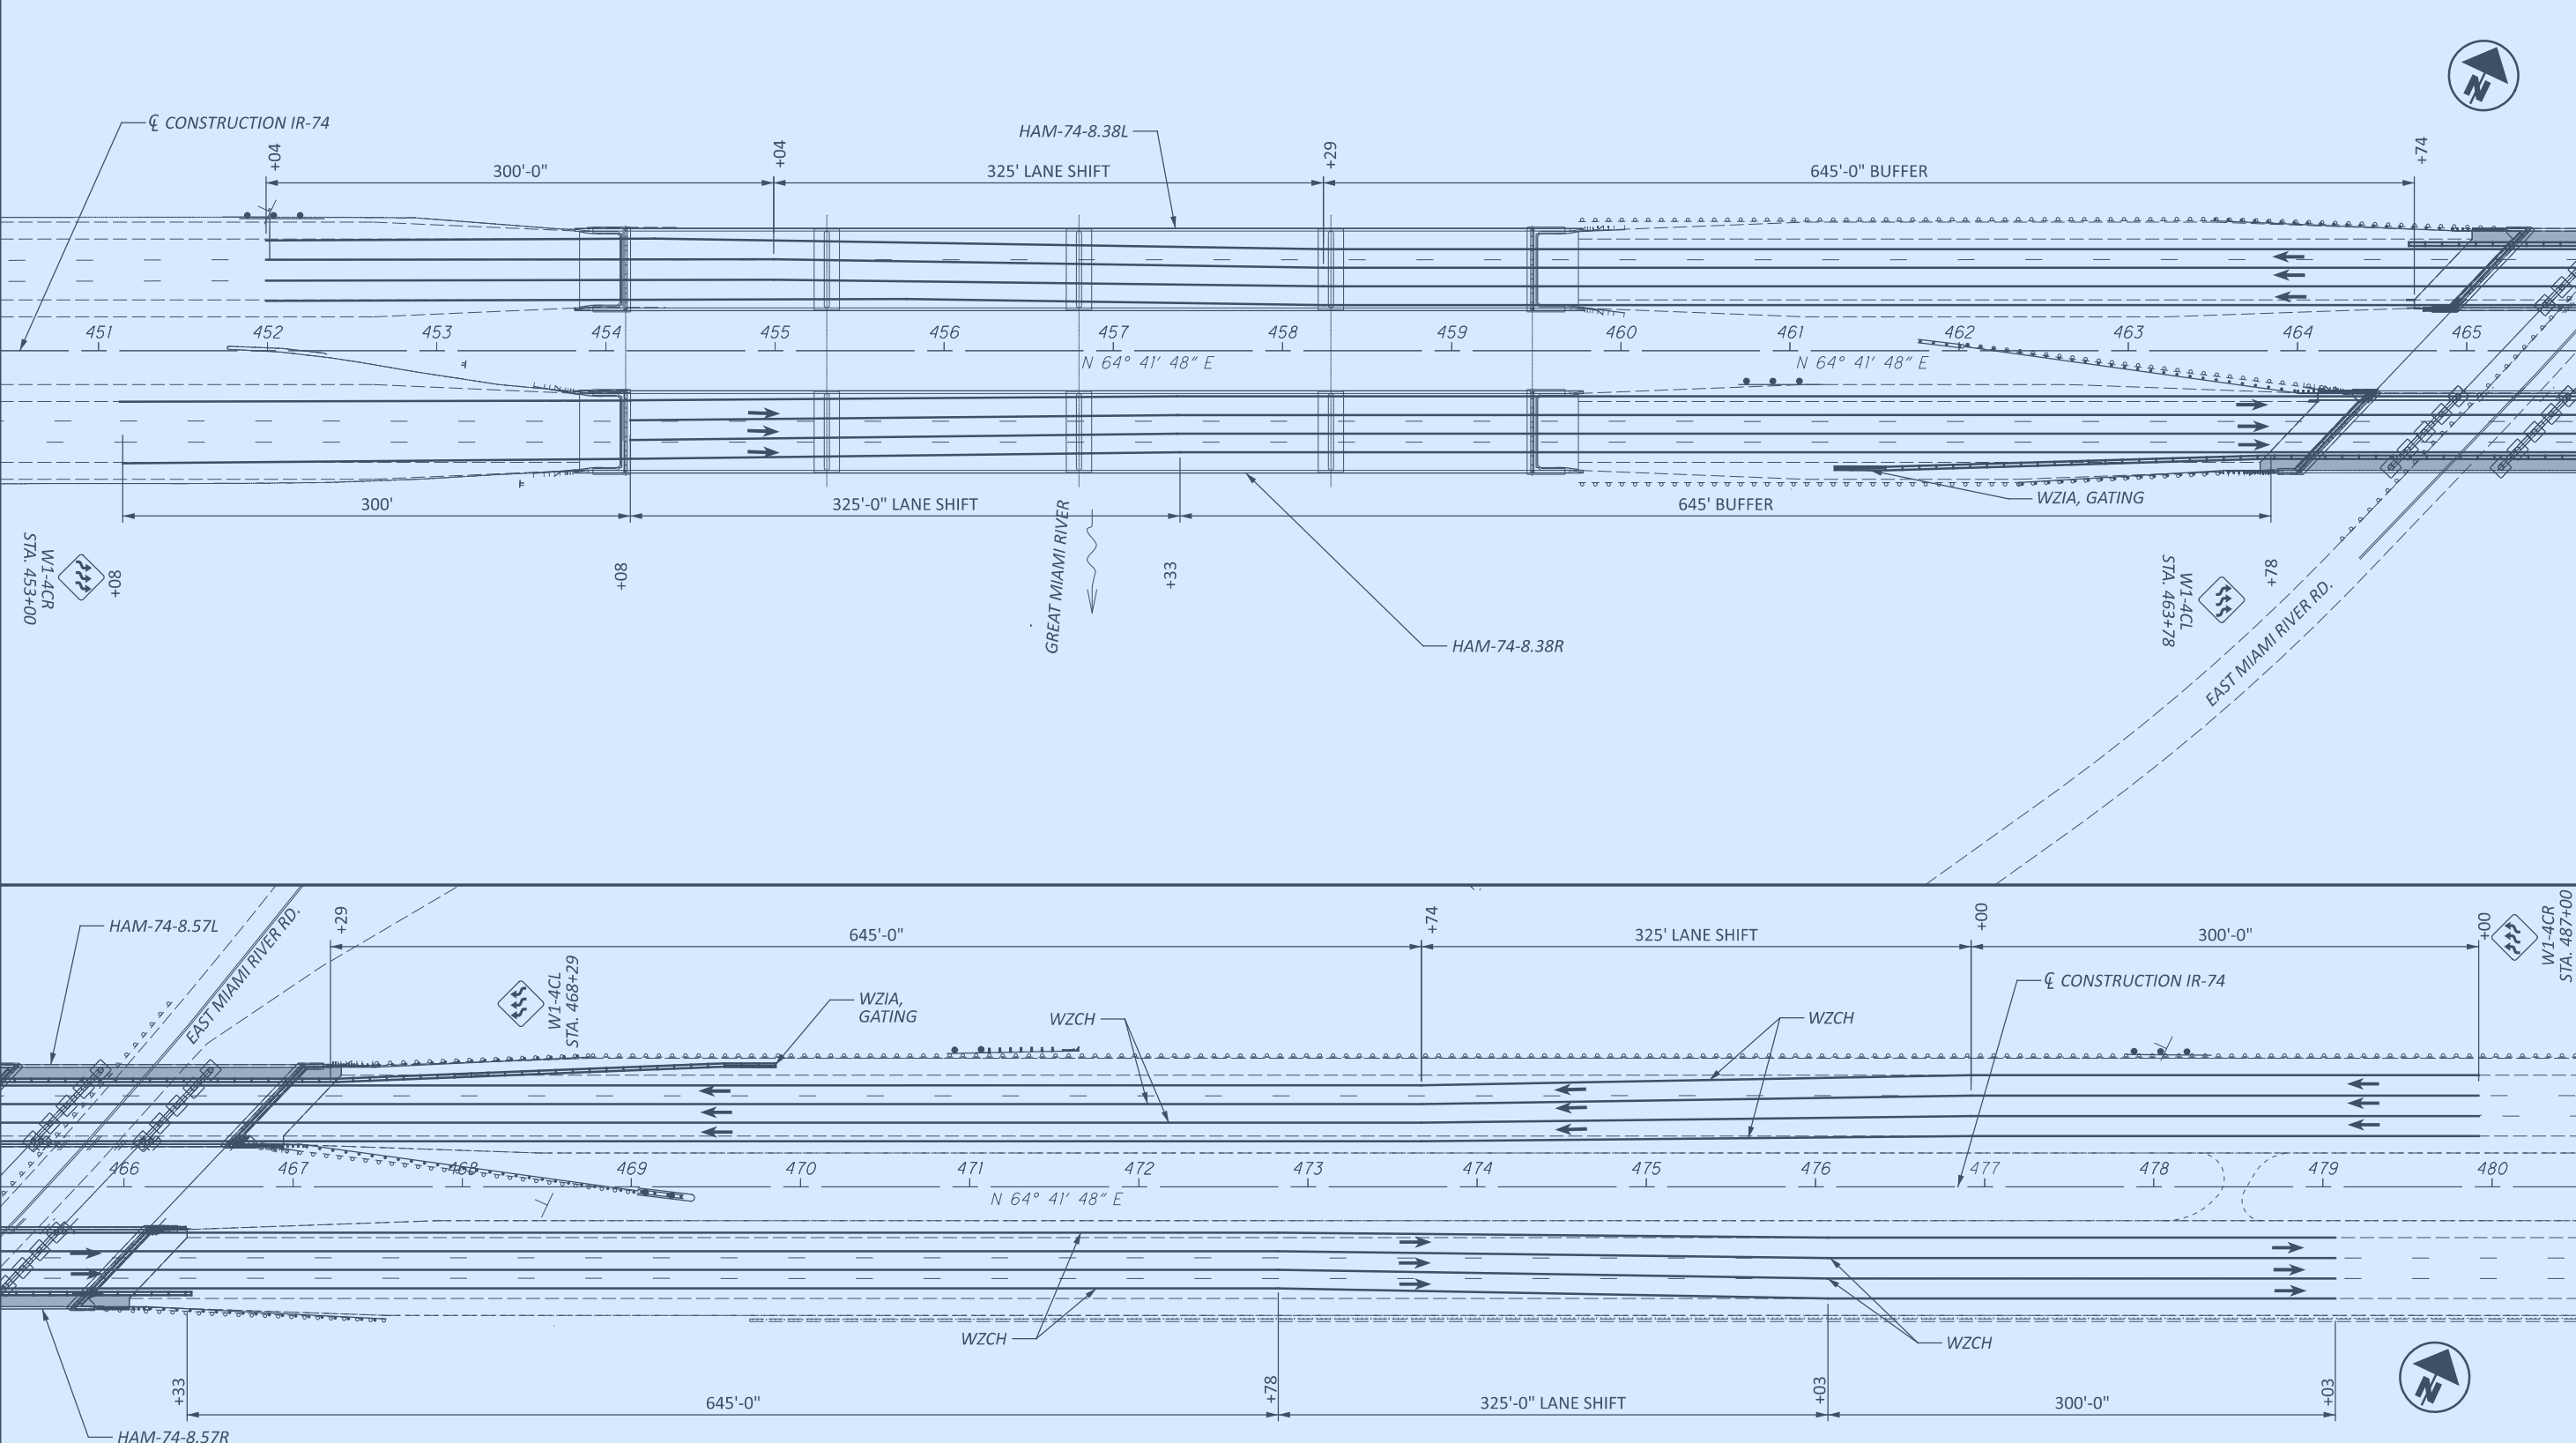 N
℄ CONSTRUCTION IR-74
HAM-74-8.38L
+04
+04
+29
+74
300'-0"
325' LANE SHIFT
645'-0" BUFFER
451
452
453
454
455
456
457
458
459
460
461
462
463
464
465
N 64° 41' 48" E
N 64° 41' 48" E
WZIA, GATING
300'
325'-0" LANE SHIFT
645' BUFFER
W1-4CR
STA. 453+00
+08
+08
GREAT MIAMI RIVER
+33
HAM-74-8.38R
W1-4CL
STA. 463+78
+78
EAST MIAMI RIVER RD.
HAM-74-8.57L
EAST MIAMI RIVER RD.
+29
+74
+00
+00
W1-4CR
STA. 487+00
645'-0"
325' LANE SHIFT
300'-0"
W1-4CL
STA. 468+29
WZIA,
GATING
WZCH
WZCH
℄ CONSTRUCTION IR-74
466
467
468
469
470
471
472
473
474
475
476
477
478
479
480
N 64° 41' 48" E
WZCH
WZCH
+33
+78
+03
+03
645'-0"
325'-0" LANE SHIFT
300'-0"
N
HAM-74-8.57R